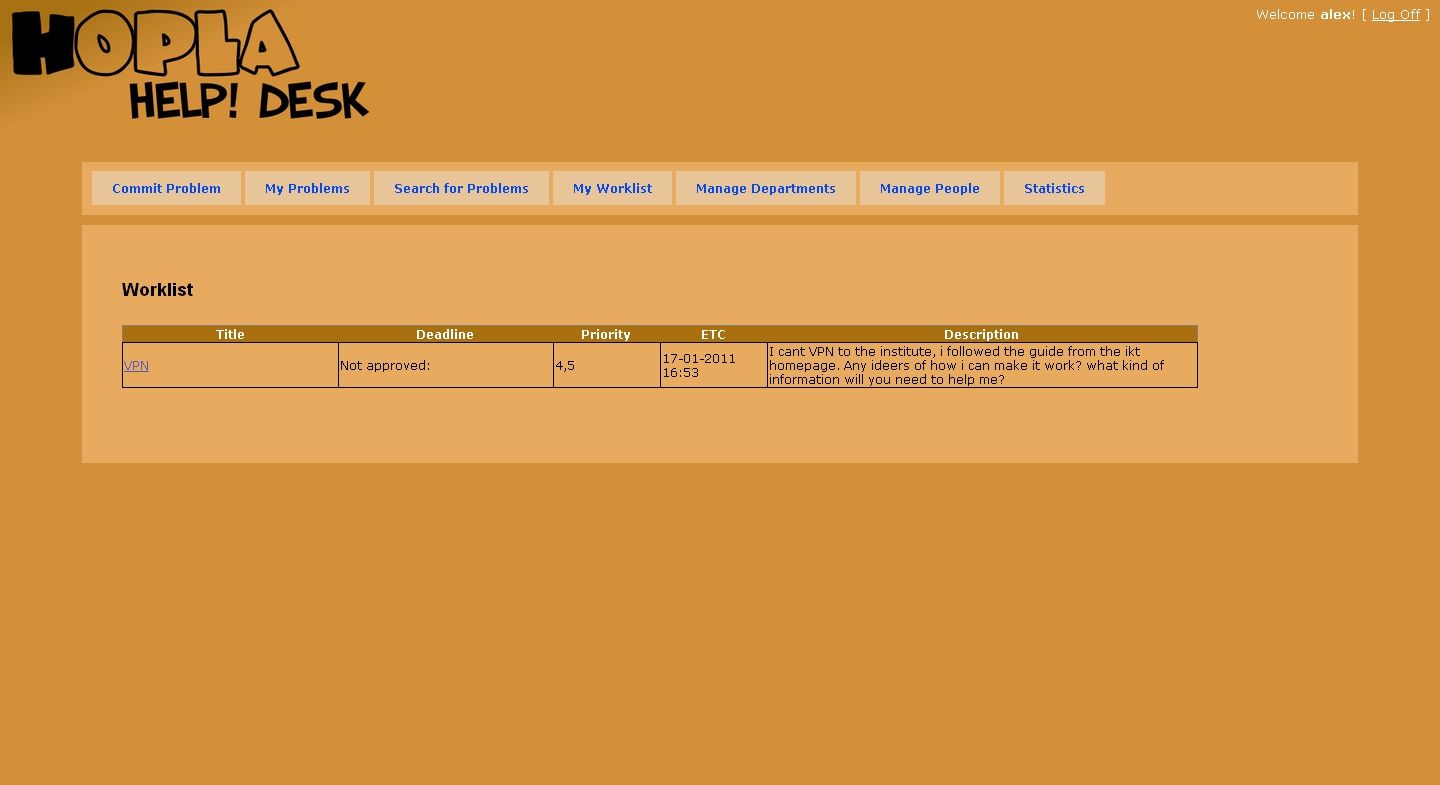 HOPLA
HELP! DESK
Welcome alex! [ Log Off ]
Commit Problem My Problems Search for Problems My Worklist Manage Departments Manage People Statistics
Worklist
Title Deadline Priority ETC Description
VPN Not approved: 4,5 17-01-2011 16:53 I cant VPN to the institute, i followed the guide from the ikt
homepage. Any ideers of how i can make it work? what kind of
information will you need to help me?